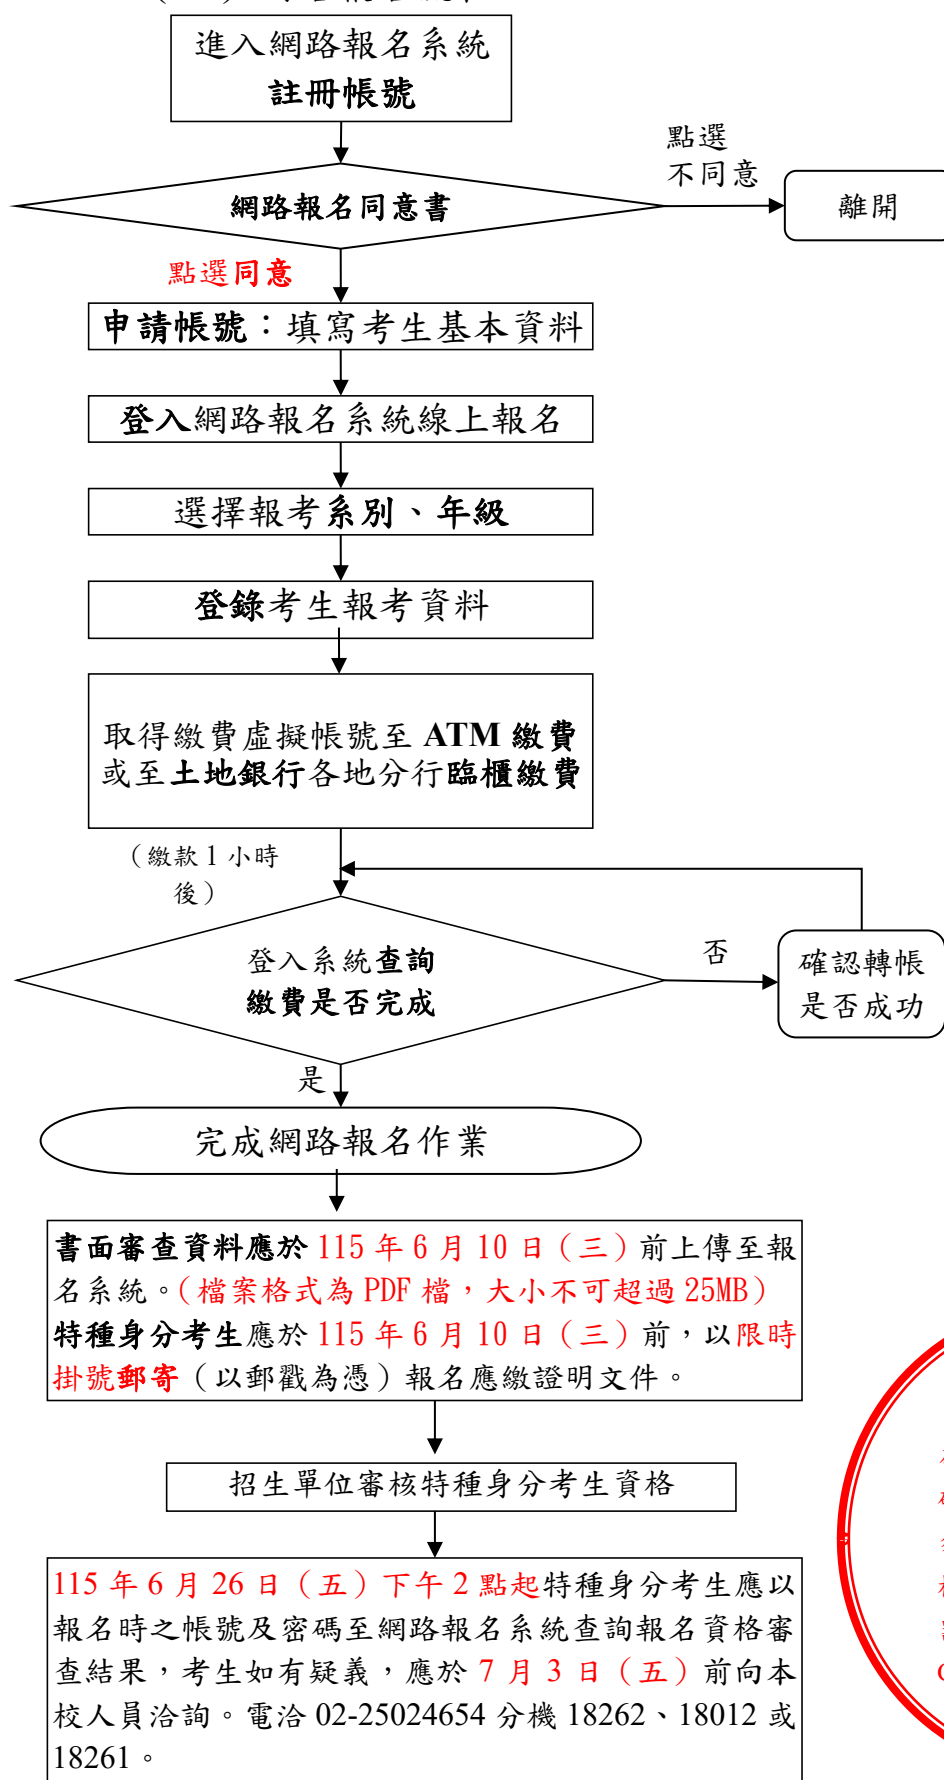 進入網路報名系統
註冊帳號
點選
不同意
網路報名同意書
離開
點選同意
申請帳號：填寫考生基本資料
登入網路報名系統線上報名
選擇報考系別、年級
登錄考生報考資料
取得繳費虛擬帳號至 ATM 繳費
或至土地銀行各地分行臨櫃繳費
（繳款 1 小時
後）
登入系統查詢
繳費是否完成
否
確認轉帳
是否成功
是
完成網路報名作業
書面審查資料應於 115 年 6 月 10 日（三）前上傳至報
名系統。（檔案格式為 PDF 檔，大小不可超過 25MB）
特種身分考生應於 115 年 6 月 10 日（三）前，以限時
掛號郵寄（以郵戳為憑）報名應繳證明文件。
招生單位審核特種身分考生資格
115 年 6 月 26 日（五）下午 2 點起特種身分考生應以
報名時之帳號及密碼至網路報名系統查詢報名資格審
查結果，考生如有疑義，應於 7 月 3 日（五）前向本
校人員洽詢。電洽 02-25024654 分機 18262、18012 或
18261。